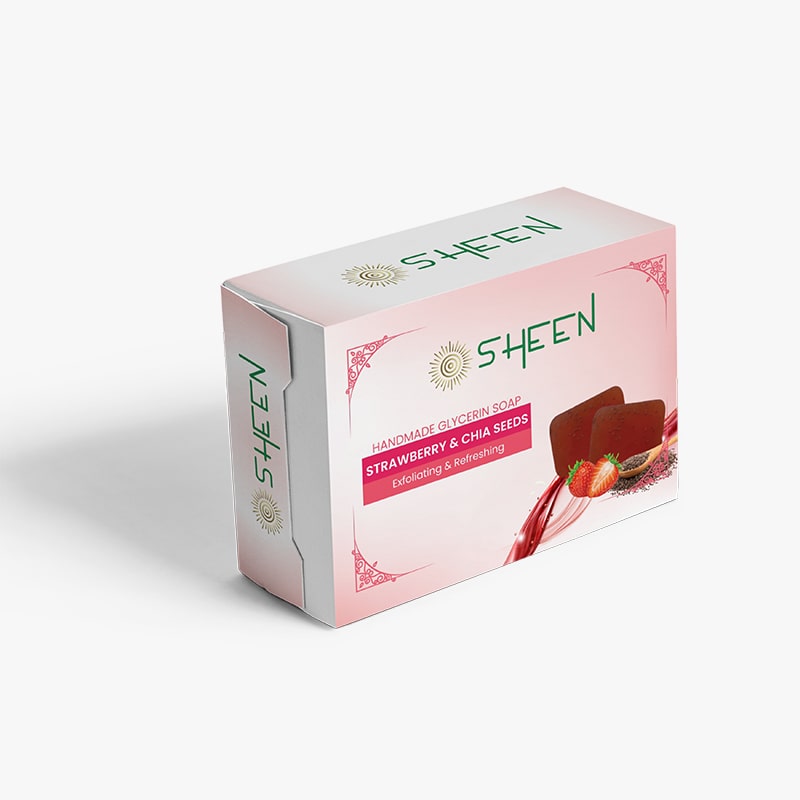 SHEEN
SHEEN
HANDMADE GLYCERIN SOAP
STRAWBERRY & CHIA SEEDS
Exfoliating & Refreshing
SHEEN